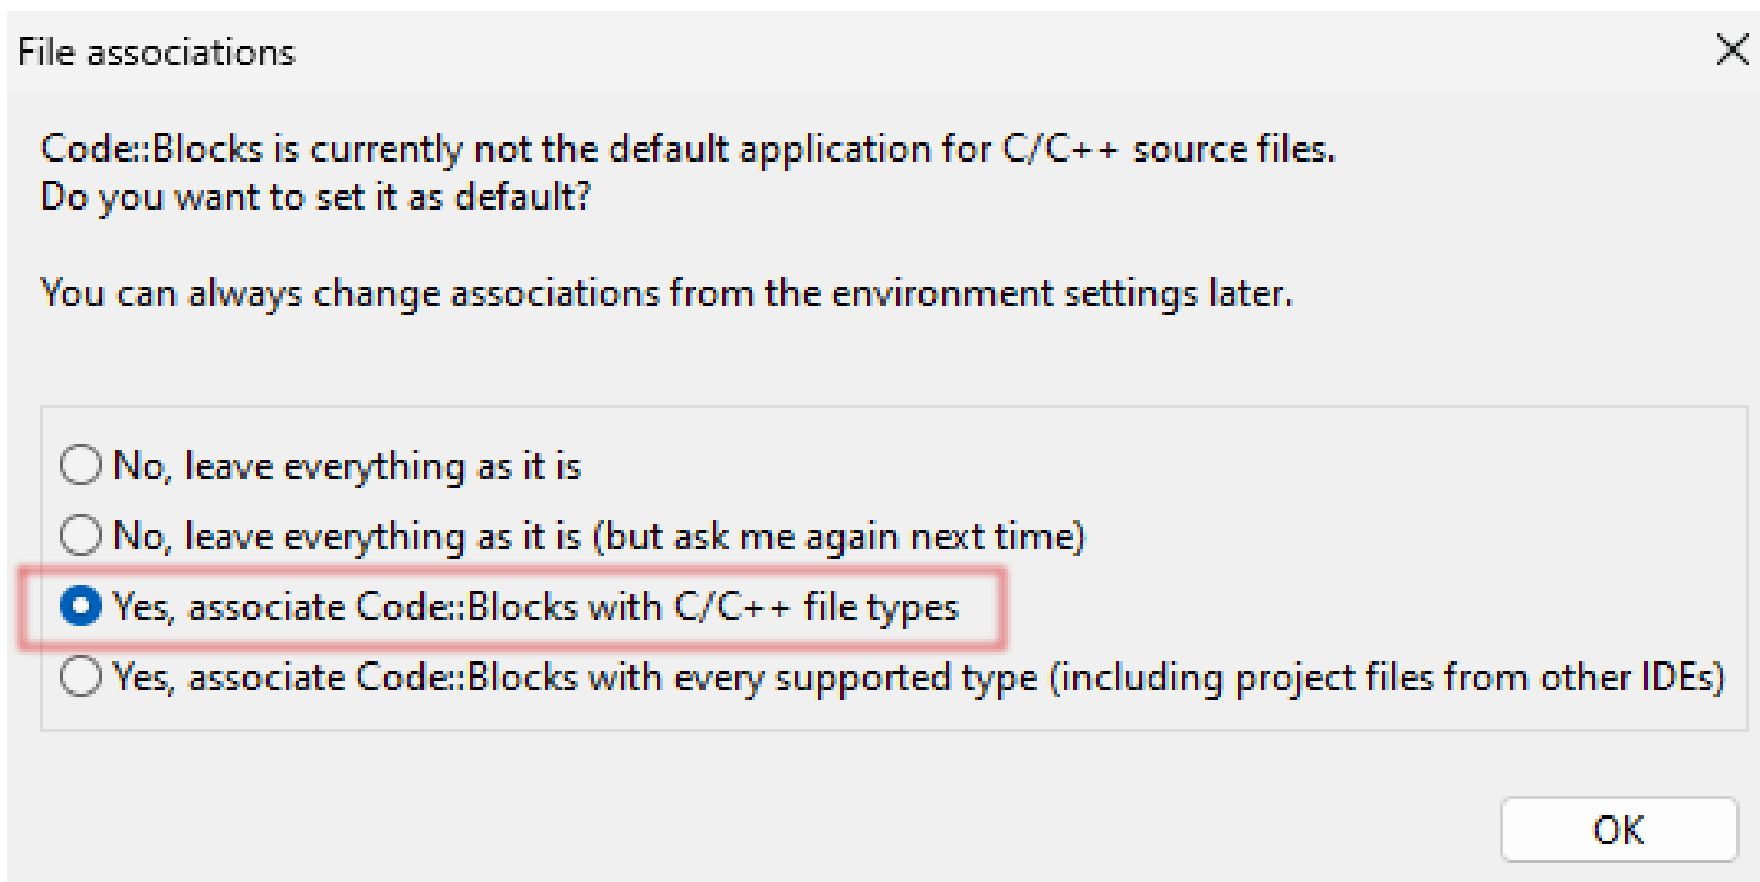 File associations
Code::Blocks is currently not the default application for C/C++ source files.
Do you want to set it as default?
You can always change associations from the environment settings later.
No, leave everything as it is
No, leave everything as it is (but ask me again next time)
Yes, associate Code::Blocks with C/C++ file types
Yes, associate Code::Blocks with every supported type (including project files from other IDEs)
OK